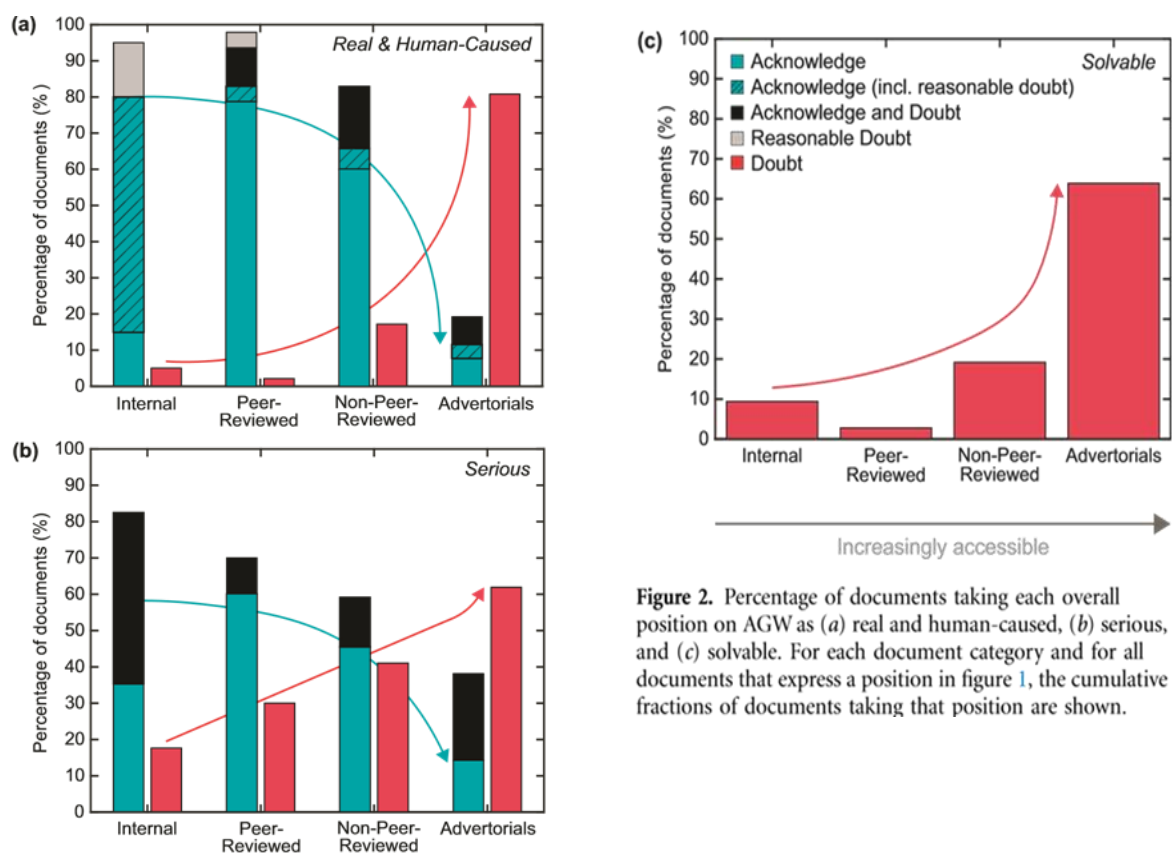 (a)
Real & Human-Caused
Percentage of documents (%)
100
90
80
70
60
50
40
30
20
10
0
Internal
Peer-
Reviewed
Non-Peer-
Reviewed
Advertorials
(b)
Serious
Percentage of documents (%)
100
90
80
70
60
50
40
30
20
10
0
Internal
Peer-
Reviewed
Non-Peer-
Reviewed
Advertorials
(c)
Solvable
Acknowledge
Acknowledge (incl. reasonable doubt)
Acknowledge and Doubt
Reasonable Doubt
Doubt
Percentage of documents (%)
100
90
80
70
60
50
40
30
20
10
0
Internal
Peer-
Reviewed
Non-Peer-
Reviewed
Advertorials
Increasingly accessible
Figure 2. Percentage of documents taking each overall
position on AGW as (a) real and human-caused, (b) serious,
and (c) solvable. For each document category and for all
documents that express a position in figure 1, the cumulative
fractions of documents taking that position are shown.